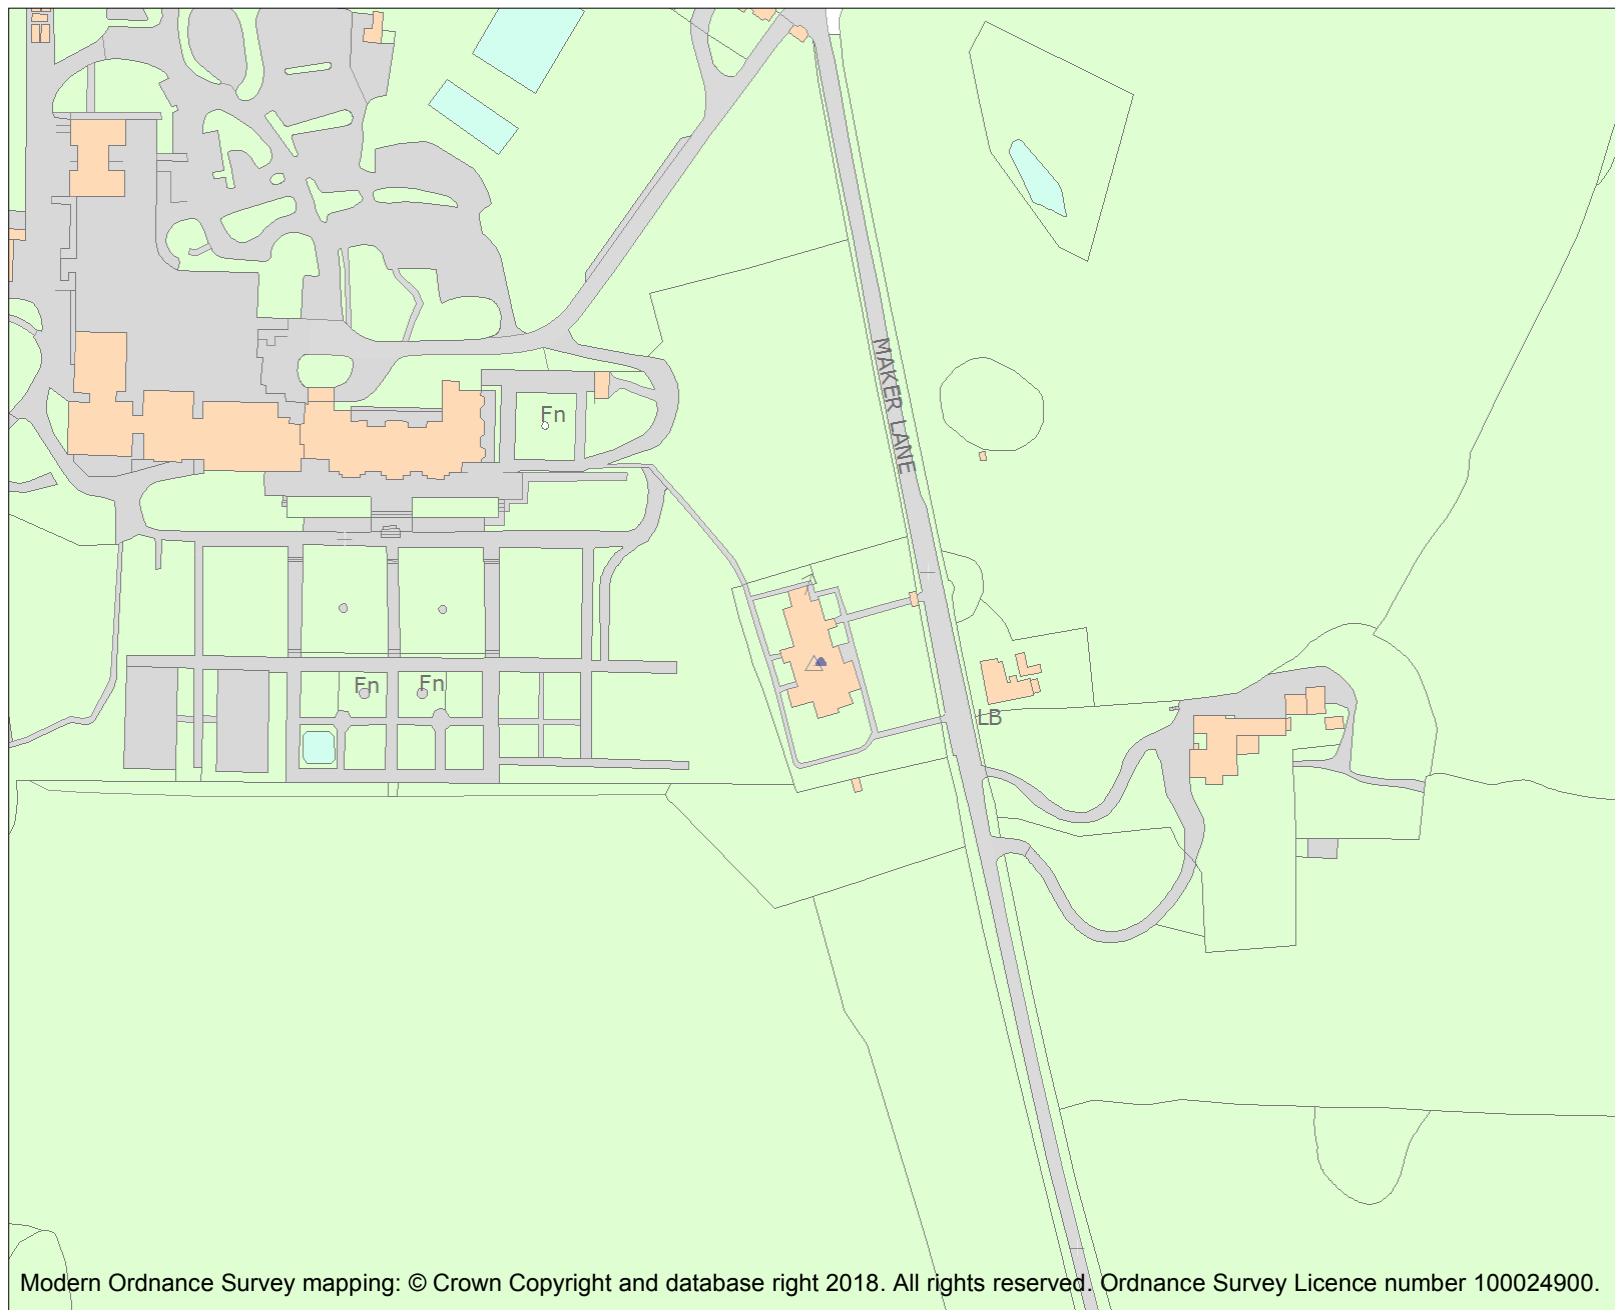 MAKER LANE
Fn
Fn
Fn
LB
Modern Ordnance Survey mapping: © Crown Copyright and database right 2018. All rights reserved. Ordnance Survey Licence number 100024900.